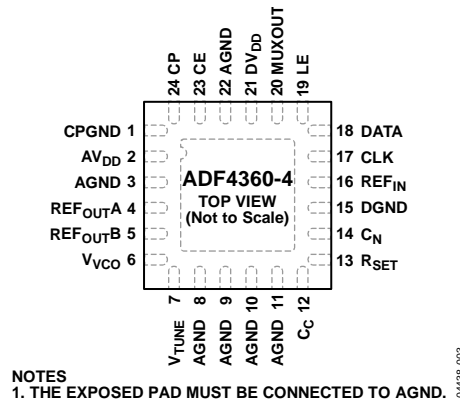 24 CP
23 CE
22 AGND
21 DVDD
20 MUXOUT
19 LE
CPGND 1
AVDD 2
AGND 3
REFOUTA 4
REFOUTB 5
VVCO 6
ADF4360-4
TOP VIEW
(Not to Scale)
18 DATA
17 CLK
16 REFIN
15 DGND
14 CN
13 RSET
VTUNE 7
AGND 8
AGND 9
AGND 10
AGND 11
CC 12
NOTES
1. THE EXPOSED PAD MUST BE CONNECTED TO AGND.
04438-003